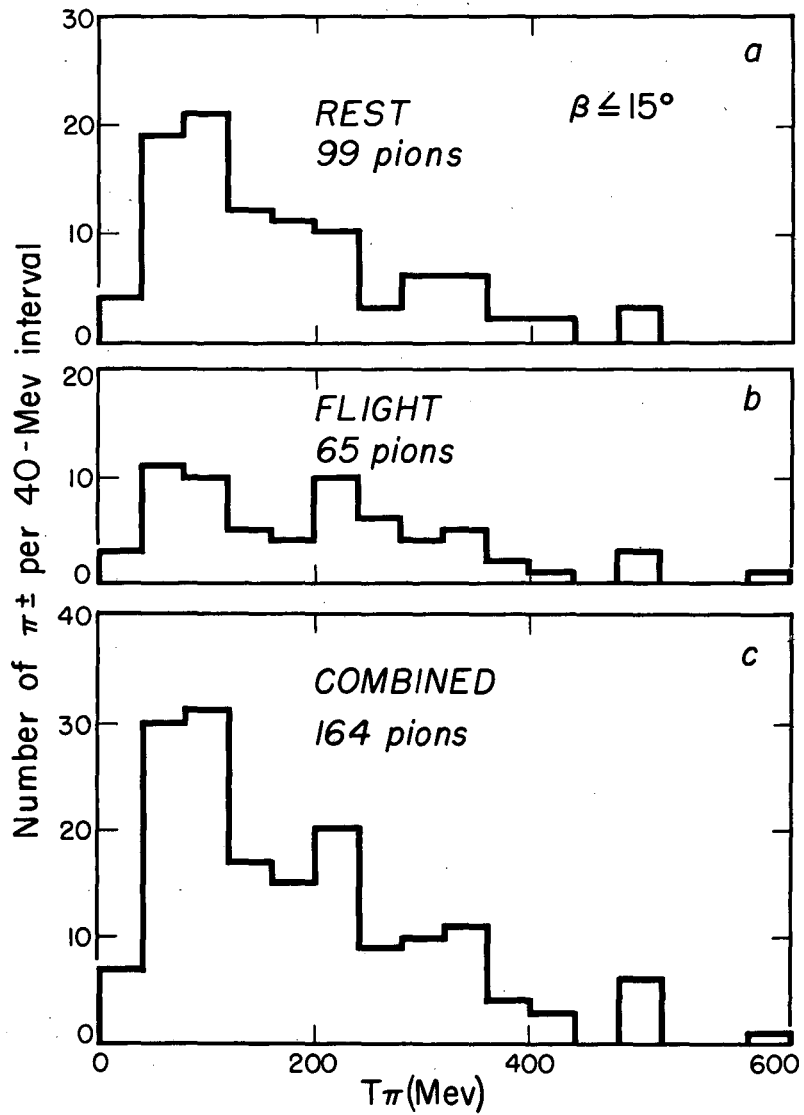 Number of π± per 40-Mev interval
30
20
10
0
a
REST
99 pions
β ≦ 15°
20
10
0
b
FLIGHT
65 pions
40
30
20
10
0
c
COMBINED
164 pions
0
200
400
600
Tπ(Mev)